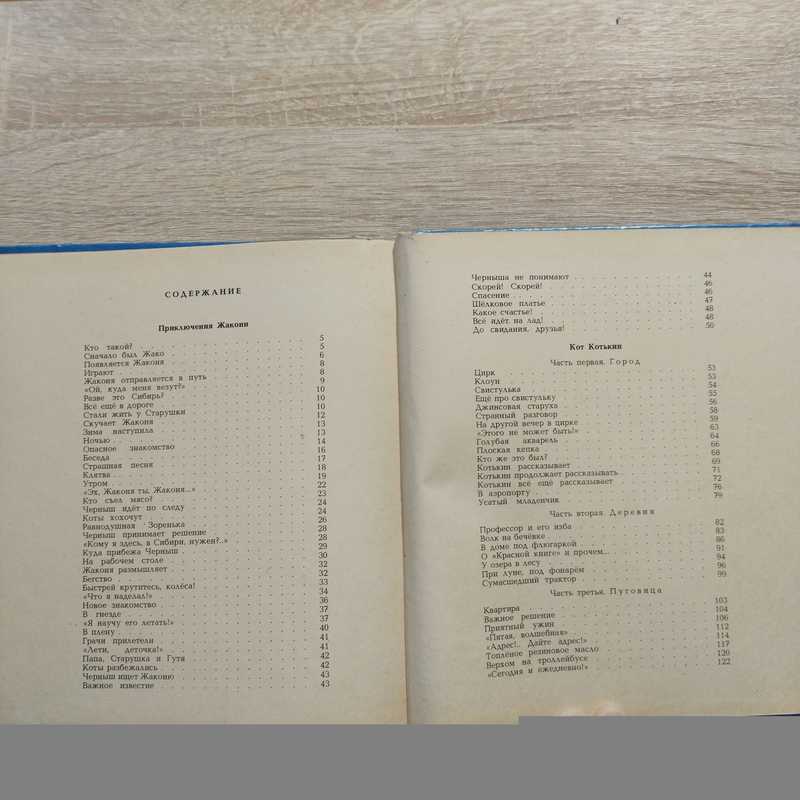 СОДЕРЖАНИЕ
Приключения Жакони
Кто такой? 5
Сначало был Жако 5
Появляется Жаконя 6
Играют 8
Жаконя отправляется в путь 8
«Ой, куда меня везут?» 9
Разве это Сибирь? 10
Всё ещё в дороге 10
Стали жить у Старушки 10
Скучает Жаконя 12
Зима наступила 13
Ночью 13
Опасное знакомство 14
Беседа 16
Страшная песня 17
Клятва 18
Утром 19
«Эх, Жаконя ты, Жаконя...» 22
Кто съел мясо? 23
Черныш идёт по следу 24
Коты хохочут 24
Равнодушная Зоренька 26
Черныш принимает решение 28
«Кому я здесь, в Сибири, нужен?..» 28
Куда прибежа Черныш 29
На рабочем столе 30
Жаконя размышляет 32
Бегство 32
Быстрей крутитесь, колёса! 33
«Что я наделал!» 34
Новое знакомство 36
В гнезде 37
«Я научу его летать!» 37
В плену 40
Грачи прилетели 41
«Лети, деточка!» 41
Папа, Старушка и Гутя 42
Коты разбежались 42
Черныш ищет Жаконю 43
Важное известие 43
Черныша не понимают 44
Скорей! Скорей! 46
Спасение 46
Шёлковое платье 47
Какое счастье! 48
Всё идёт на лад! 48
До свидания, друзья! 50
Кот Котькин
Часть первая. Город
Цирк 53
Клоун 53
Свистулька 54
Ещё про свистульку 55
Джинсовая старуха 56
Странный разговор 58
На другой вечер в цирке 59
«Этого не может быть!» 63
Голубая акварель 64
Плоская кепка 66
Кто же это был? 68
Котькин рассказывает 69
Котькин продолжает рассказывать 71
Котькин всё ещё рассказывает 72
В аэропорту 76
Усатый младенчик 79
Часть вторая. Деревня
Профессор и его изба 82
Волк на бечёвке 83
В доме под флюгаркой 86
О «Красной книге» и прочем... 91
У озера в лесу 94
При луне, под фонарём 96
Сумасшедший трактор 99
Часть третья. Пуговица
Квартира 103
Важное решение 104
Приятный ужин 106
«Пятая, волшебная» 112
«Адрес!.. Дайте адрес!» 114
Топлёное резиновое масло 117
Верхом на троллейбусе 120
«Сегодня и ежедневно!» 122